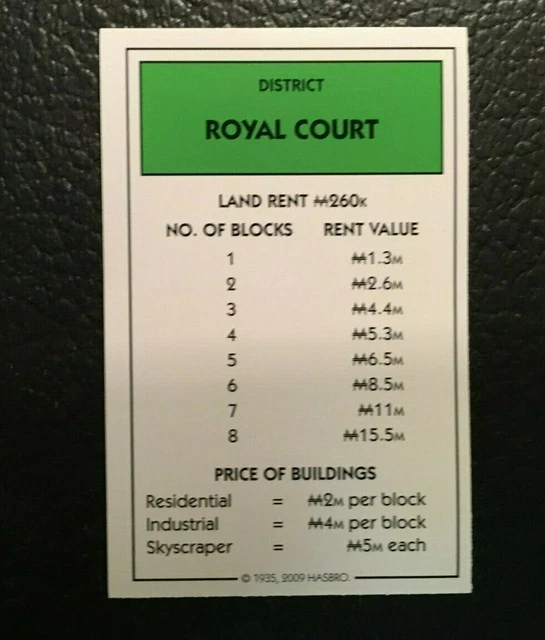 DISTRICT
ROYAL COURT
LAND RENT ₩260K
NO. OF BLOCKS RENT VALUE
1 ₩1.3M
2 ₩2.6M
3 ₩4.4M
4 ₩5.3M
5 ₩6.5M
6 ₩8.5M
7 ₩11M
8 ₩15.5M
PRICE OF BUILDINGS
Residential = ₩2M per block
Industrial = ₩4M per block
Skyscraper = ₩5M each
© 1935, 2009 HASBRO.